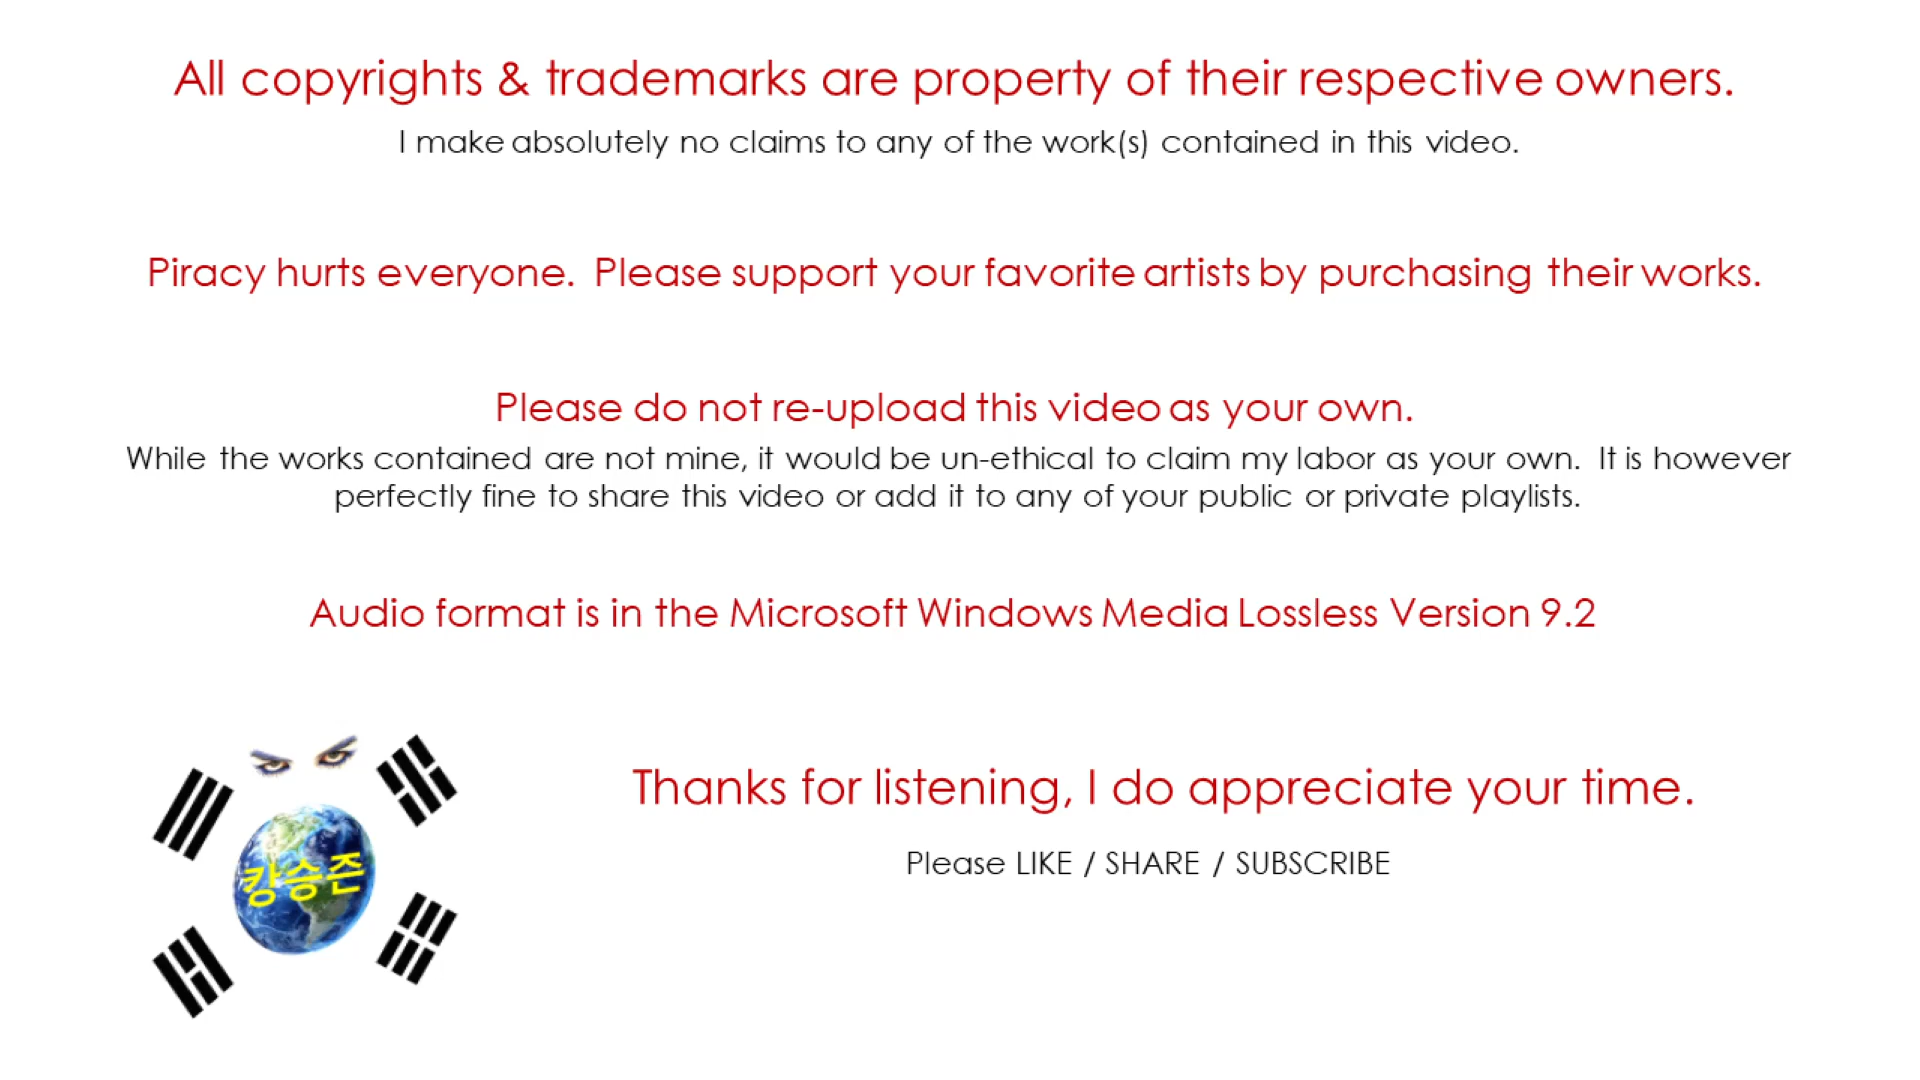 All copyrights & trademarks are property of their respective owners.
I make absolutely no claims to any of the work(s) contained in this video.
Piracy hurts everyone.  Please support your favorite artists by purchasing their works.
Please do not re-upload this video as your own.
While the works contained are not mine, it would be un-ethical to claim my labor as your own.  It is however
perfectly fine to share this video or add it to any of your public or private playlists.
Audio format is in the Microsoft Windows Media Lossless Version 9.2
Thanks for listening, I do appreciate your time.
Please LIKE / SHARE / SUBSCRIBE
캉승즌